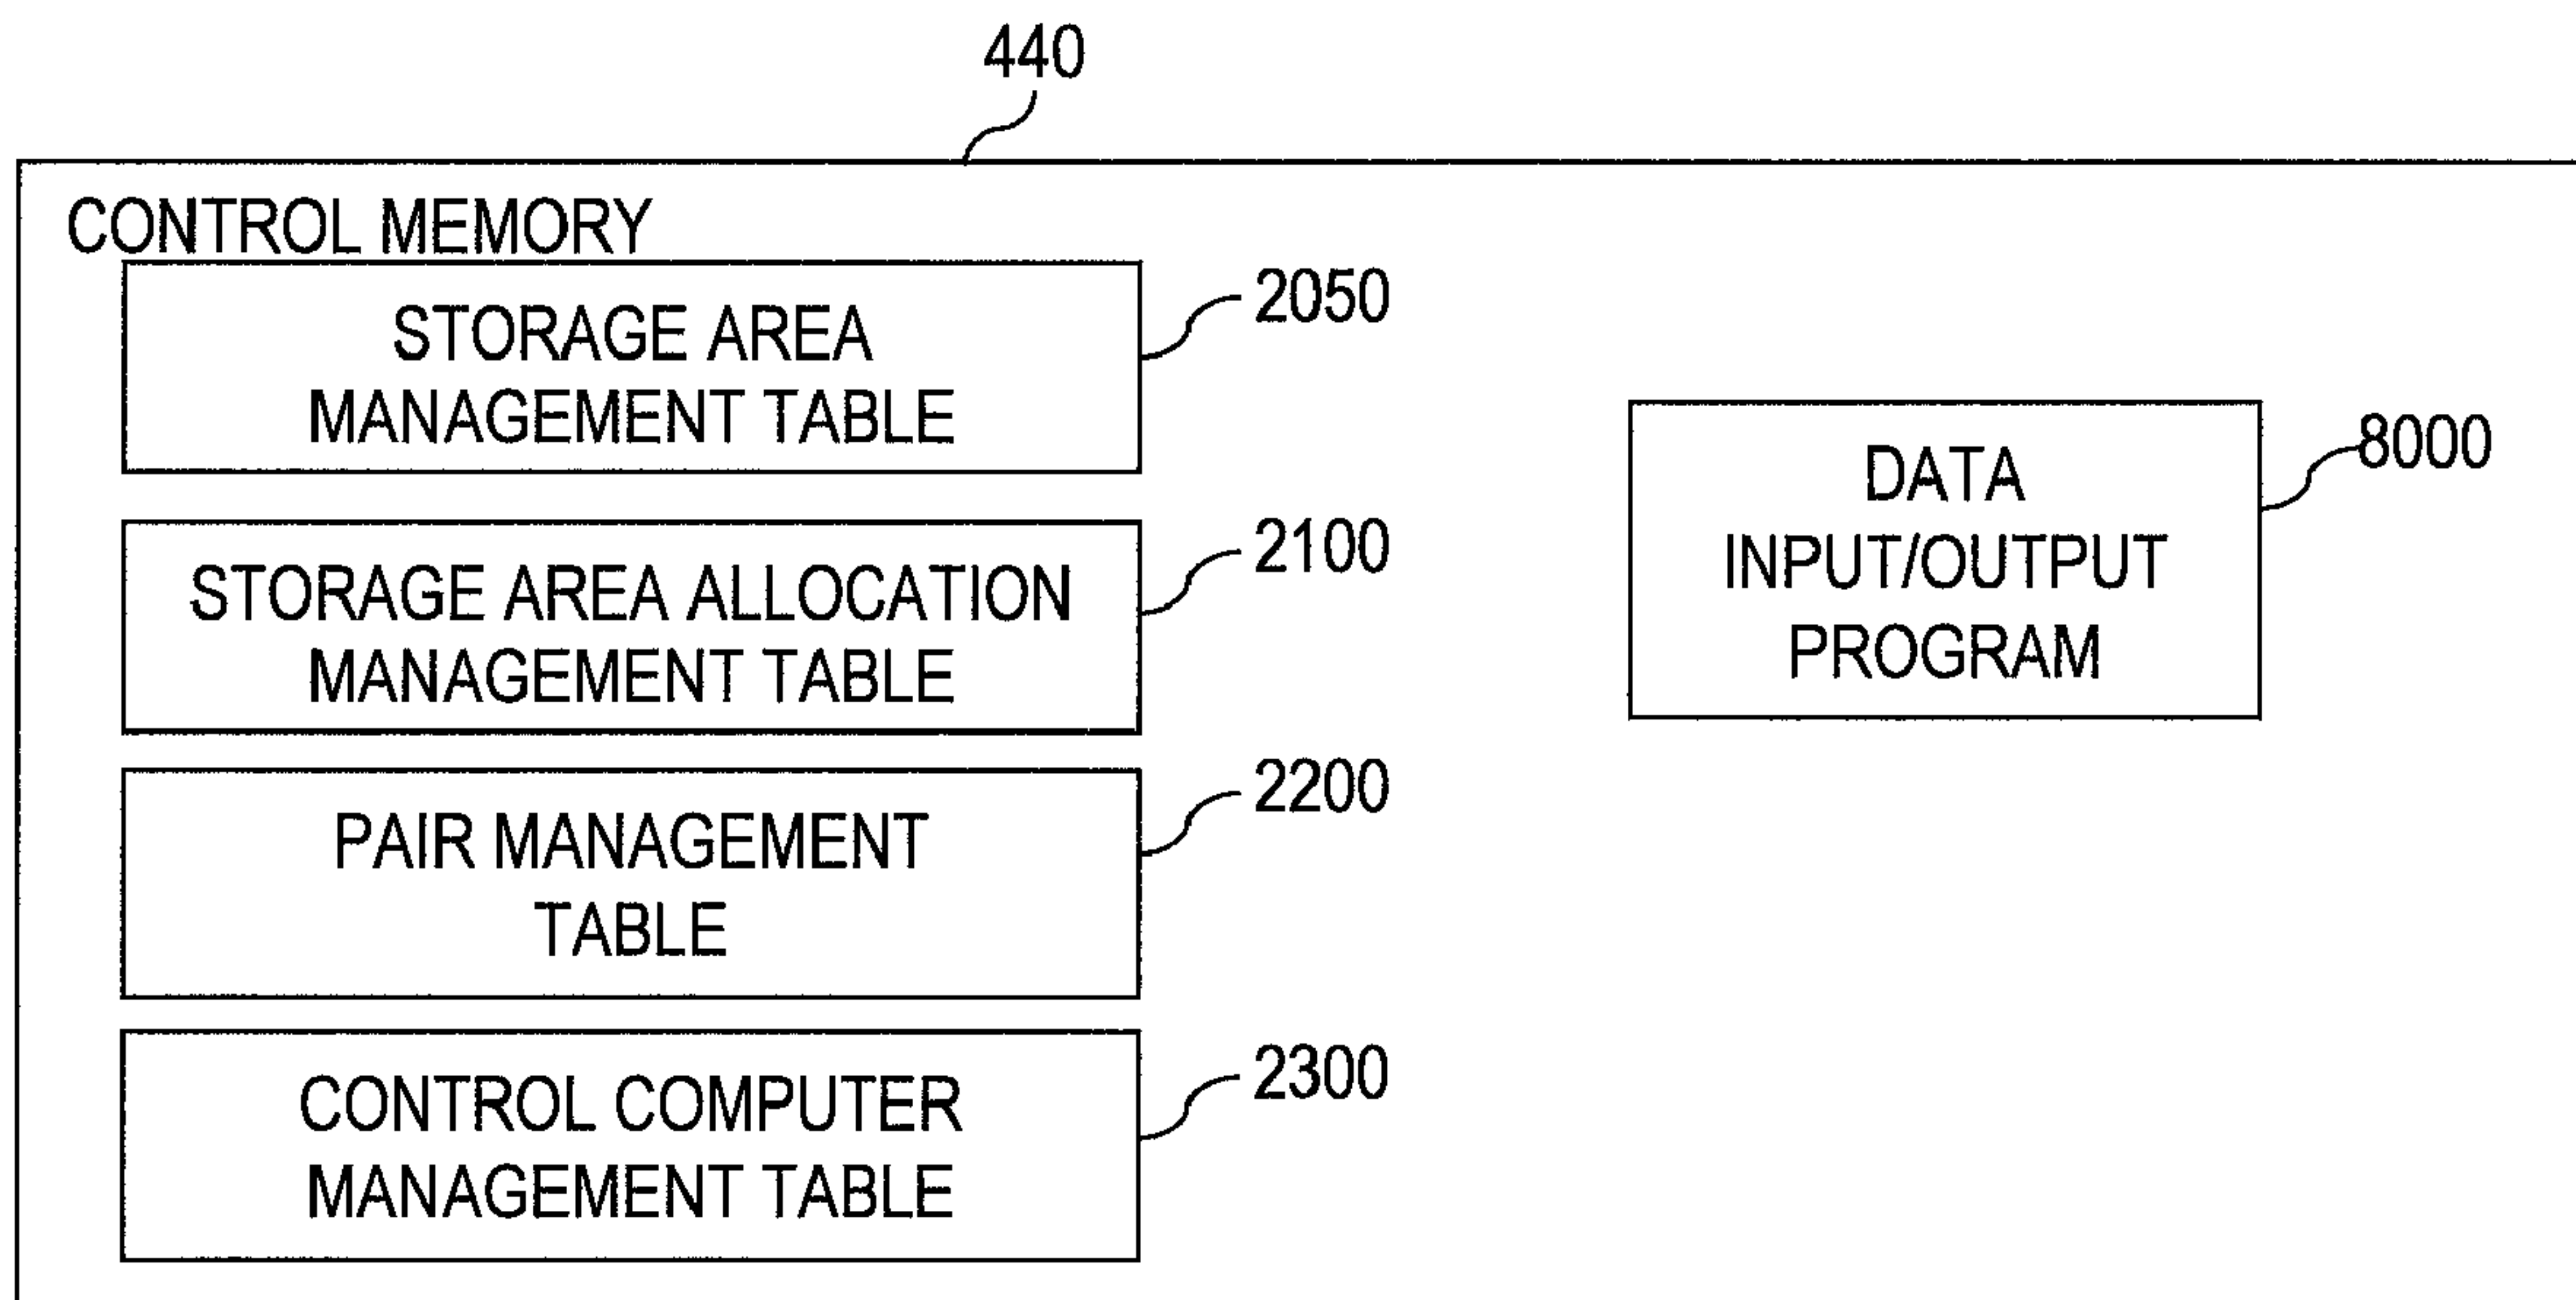 440
CONTROL MEMORY
STORAGE AREA
MANAGEMENT TABLE
2050
STORAGE AREA ALLOCATION
MANAGEMENT TABLE
2100
PAIR MANAGEMENT
TABLE
2200
CONTROL COMPUTER
MANAGEMENT TABLE
2300
DATA
INPUT/OUTPUT
PROGRAM
8000